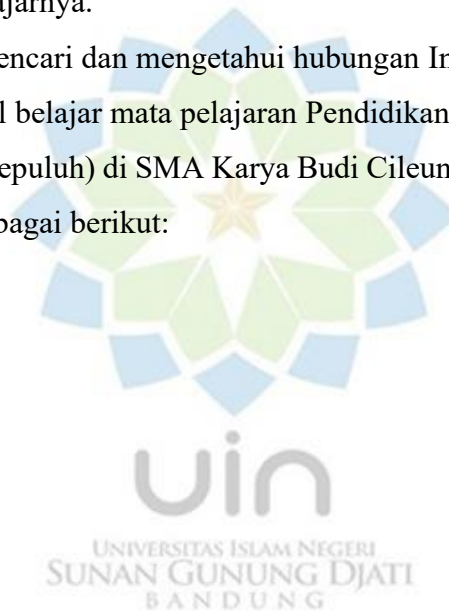 ajarnya.
encari dan mengetahui hubungan In
l belajar mata pelajaran Pendidikan
epuluh) di SMA Karya Budi Cileun
bagai berikut:
uin
UNIVERSITAS ISLAM NEGERI
SUNAN GUNUNG DJATI
BANDUNG